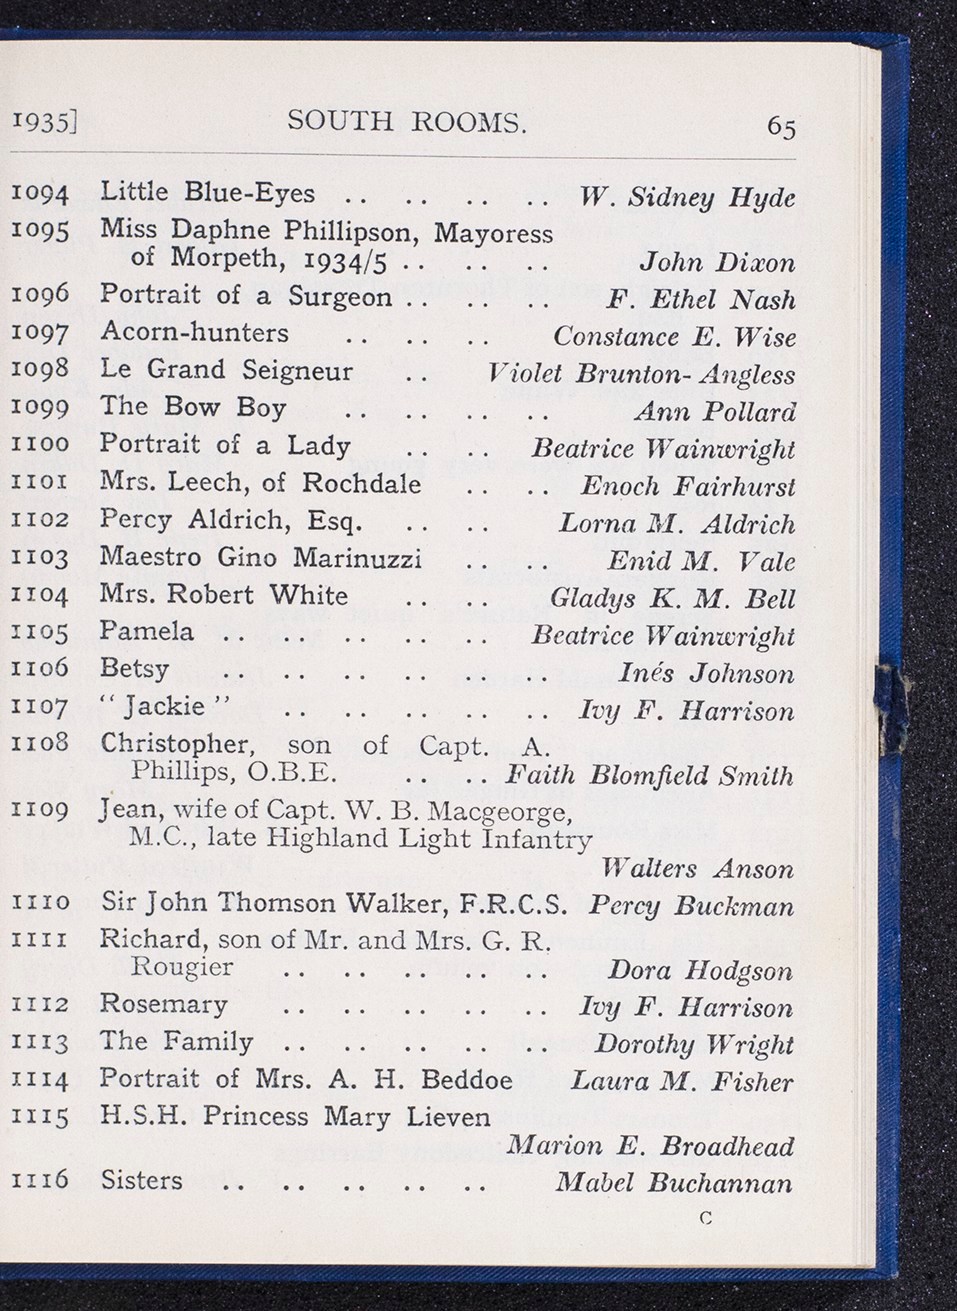 1935] SOUTH ROOMS. 65
1094 Little Blue-Eyes .. .. .. .. W. Sidney Hyde
1095 Miss Daphne Phillipson, Mayoress
of Morpeth, 1934/5 .. .. .. John Dixon
1096 Portrait of a Surgeon .. .. .. F. Ethel Nash
1097 Acorn-hunters .. .. .. Constance E. Wise
1098 Le Grand Seigneur .. Violet Brunton- Angless
1099 The Bow Boy .. .. .. .. Ann Pollard
1100 Portrait of a Lady .. .. Beatrice Wainwright
1101 Mrs. Leech, of Rochdale .. .. Enoch Fairhurst
1102 Percy Aldrich, Esq. .. .. Lorna M. Aldrich
1103 Maestro Gino Marinuzzi .. .. Enid M. Vale
1104 Mrs. Robert White .. .. Gladys K. M. Bell
1105 Pamela .. .. .. .. .. Beatrice Wainwright
1106 Betsy .. .. .. .. .. Inés Johnson
1107 “ Jackie ” .. .. .. .. .. Ivy F. Harrison
1108 Christopher, son of Capt. A.
Phillips, O.B.E. .. .. Faith Blomfield Smith
1109 Jean, wife of Capt. W. B. Macgeorge,
M.C., late Highland Light Infantry
Walters Anson
1110 Sir John Thomson Walker, F.R.C.S. Percy Buckman
1111 Richard, son of Mr. and Mrs. G. R.
Rougier .. .. .. .. .. Dora Hodgson
1112 Rosemary .. .. .. .. .. Ivy F. Harrison
1113 The Family .. .. .. .. .. Dorothy Wright
1114 Portrait of Mrs. A. H. Beddoe Laura M. Fisher
1115 H.S.H. Princess Mary Lieven
Marion E. Broadhead
1116 Sisters .. .. .. .. .. Mabel Buchannan
C